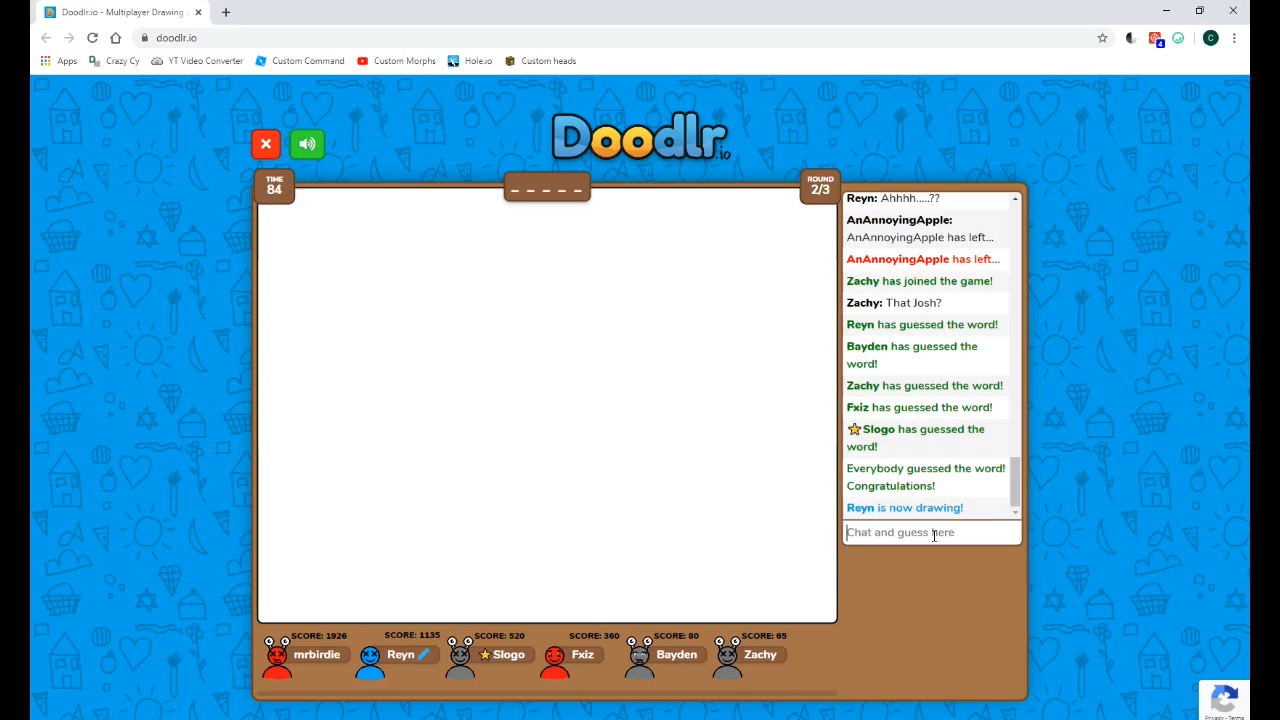 Doodlr.io - Multiplayer Drawing
doodlr.io
4
C
Apps
Crazy Cy
YT Video Converter
Custom Command
Custom Morphs
Hole.io
Custom heads
Doodlr.io
TIME
84
_ _ _ _ _
ROUND
2/3
Reyn: Ahhhh.....??
AnAnnoyingApple:
AnAnnoyingApple has left...
AnAnnoyingApple has left...
Zachy has joined the game!
Zachy: That Josh?
Reyn has guessed the word!
Bayden has guessed the
word!
Zachy has guessed the word!
Fxiz has guessed the word!
Slogo has guessed the
word!
Everybody guessed the word!
Congratulations!
Reyn is now drawing!
Chat and guess here
SCORE: 1926
mrbirdie
SCORE: 1135
Reyn
SCORE: 520
Slogo
SCORE: 360
Fxiz
SCORE: 80
Bayden
SCORE: 65
Zachy
Privacy - Terms